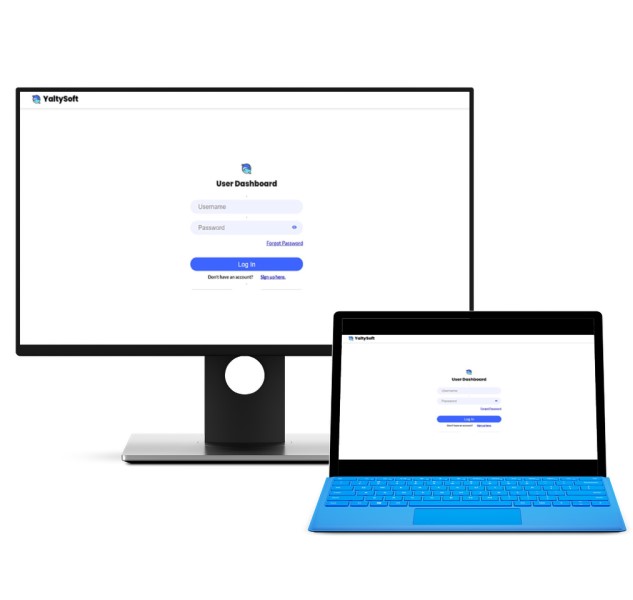 YaltySoft
User Dashboard
Username
Password
Forgot Password
Log In
Don't have an account? Sign up here.
YaltySoft
User Dashboard
Username
Password
Forgot Password
Log In
Don't have an account? Sign up here.